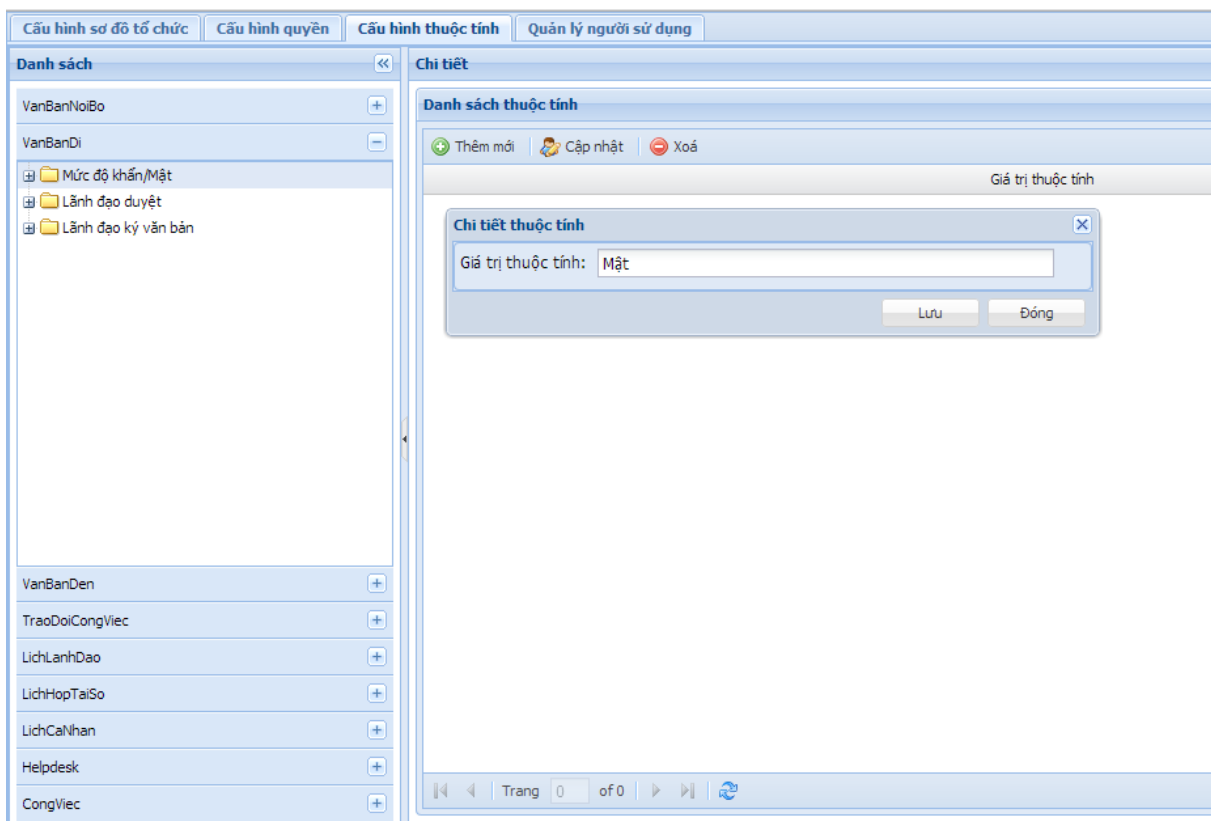 Cấu hình sơ đồ tổ chức Cấu hình quyền Cấu hình thuộc tính Quản lý người sử dụng
Danh sách
VanBanNoiBo
VanBanDi
Mức độ khẩn/Mật
Lãnh đạo duyệt
Lãnh đạo ký văn bản
VanBanDen
TraoDoiCongViec
LichLanhDao
LichHopTaiSo
LichCaNhan
Helpdesk
CongViec
Chi tiết
Danh sách thuộc tính
Thêm mới Cập nhật Xoá
Giá trị thuộc tính
Chi tiết thuộc tính
Giá trị thuộc tính: Mật
Lưu Đóng
Trang 0 of 0